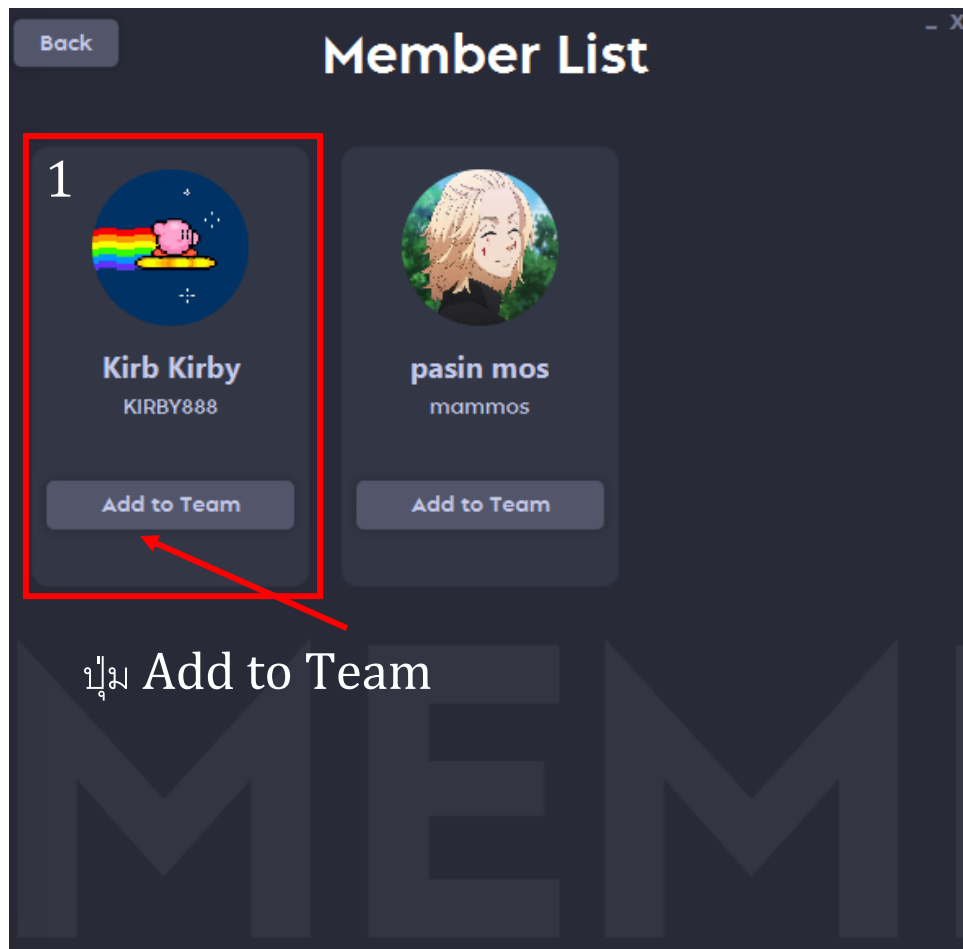 Back
Member List
_ X
1
Kirb Kirby
KIRBY888
Add to Team
pasin mos
mammos
Add to Team
ปุ่ม Add to Team
MEM